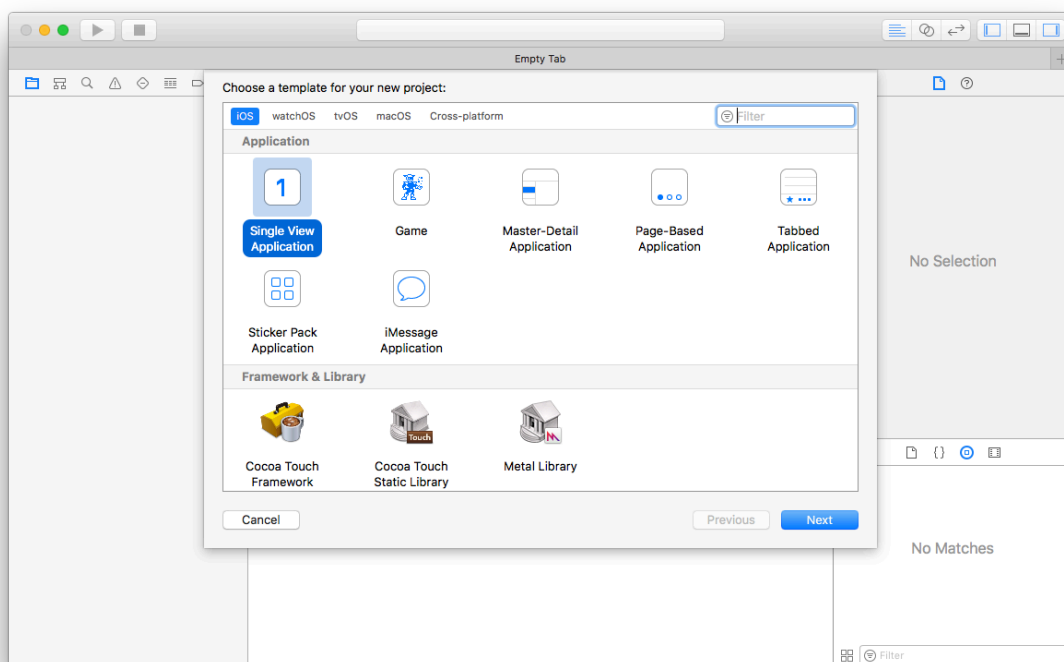 Empty Tab
Choose a template for your new project:
iOS watchOS tvOS macOS Cross-platform
Filter
Application
1
Single View
Application
Game
Master-Detail
Application
Page-Based
Application
Tabbed
Application
No Selection
Sticker Pack
Application
iMessage
Application
Framework & Library
Touch
Cocoa Touch
Framework
Cocoa Touch
Static Library
Metal Library
{}
Cancel
Previous
Next
No Matches
Filter